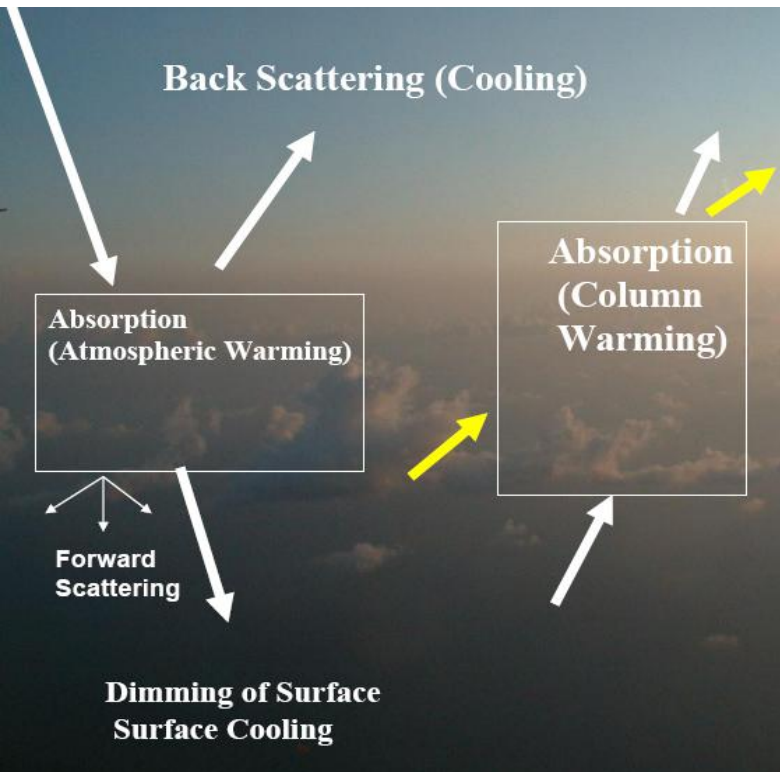 Back Scattering (Cooling)
Absorption
(Atmospheric Warming)
Absorption
(Column
Warming)
Forward
Scattering
Dimming of Surface
Surface Cooling